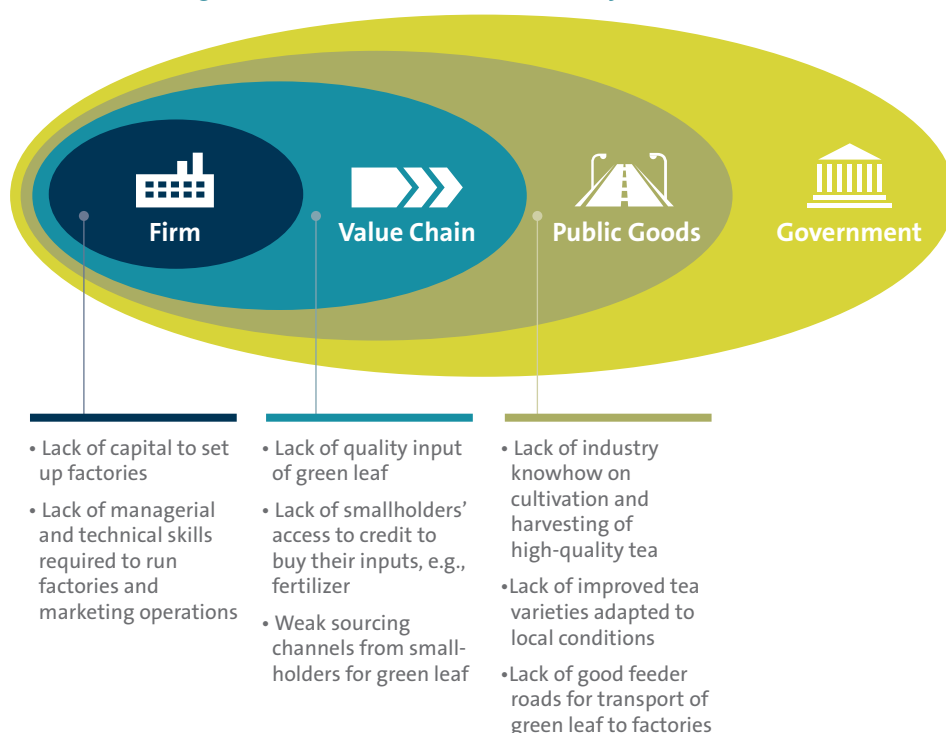 Firm
Value Chain
Public Goods
Government
• Lack of capital to set
up factories
• Lack of managerial
and technical skills
required to run
factories and
marketing operations
• Lack of quality input
of green leaf
• Lack of smallholders’
access to credit to
buy their inputs, e.g.,
fertilizer
• Weak sourcing
channels from small-
holders for green leaf
• Lack of industry
knowhow on
cultivation and
harvesting of
high-quality tea
•Lack of improved tea
varieties adapted to
local conditions
•Lack of good feeder
roads for transport of
green leaf to factories